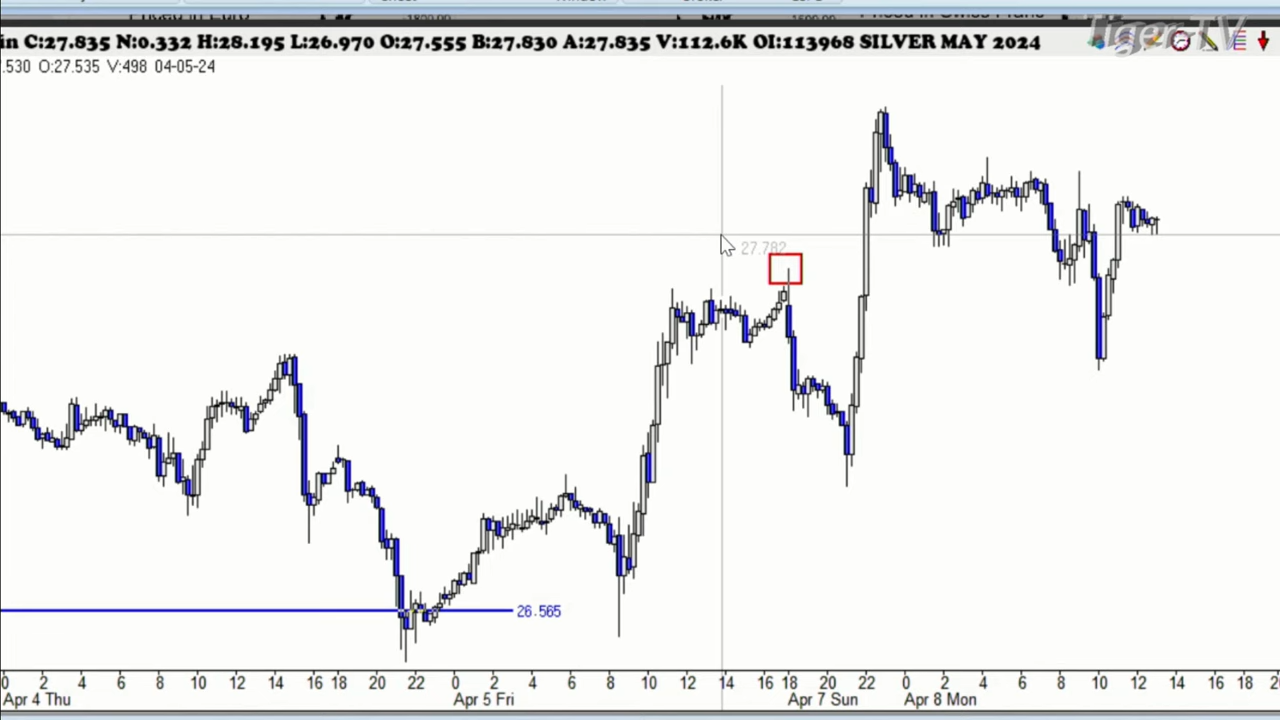 in C:27.835 N:0.332 H:28.195 L:26.970 O:27.555 B:27.830 A:27.835 V:112.6K OI:113968 SILVER MAY 2024
Tiger TV
.530 O:27.535 V:498 04-05-24
27.782
26.565
0 2 4 6 8 10 12 14 16 18 20 22 0 2 4 6 8 10 12 14 16 18 20 22 0 2 4 6 8 10 12 14 16 18
Apr 4 Thu Apr 5 Fri Apr 7 Sun Apr 8 Mon